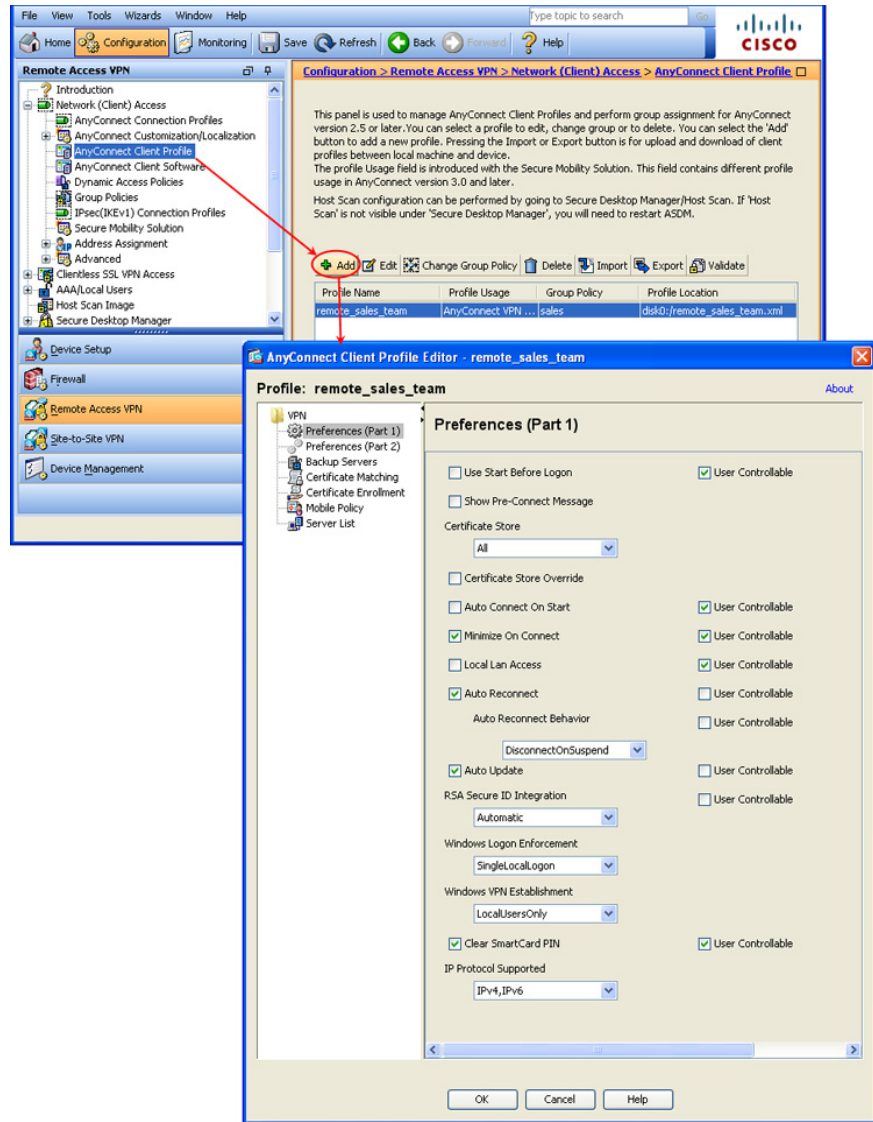 File View Tools Wizards Window Help
Type topic to search Go
Home Configuration Monitoring Save Refresh Back Forward Help
CISCO
Remote Access VPN
Introduction
Network (Client) Access
AnyConnect Connection Profiles
AnyConnect Customization/Localization
AnyConnect Client Profile
AnyConnect Client Software
Dynamic Access Policies
Group Policies
IPsec(IKEv1) Connection Profiles
Secure Mobility Solution
Address Assignment
Advanced
Clientless SSL VPN Access
AAA/Local Users
Host Scan Image
Secure Desktop Manager
Device Setup
Firewall
Remote Access VPN
Site-to-Site VPN
Device Management
Configuration > Remote Access VPN > Network (Client) Access > AnyConnect Client Profile
This panel is used to manage AnyConnect Client Profiles and perform group assignment for AnyConnect
version 2.5 or later.You can select a profile to edit, change group or to delete. You can select the 'Add'
button to add a new profile. Pressing the Import or Export button is for upload and download of client
profiles between local machine and device.
The profile Usage field is introduced with the Secure Mobility Solution. This field contains different profile
usage in AnyConnect version 3.0 and later.
Host Scan configuration can be performed by going to Secure Desktop Manager/Host Scan. If 'Host
Scan' is not visible under 'Secure Desktop Manager', you will need to restart ASDM.
Add Edit Change Group Policy Delete Import Export Validate
Profile Name Profile Usage Group Policy Profile Location
remote_sales_team AnyConnect VPN ... sales disk0:/remote_sales_team.xml
AnyConnect Client Profile Editor - remote_sales_team
Profile: remote_sales_team
About
VPN
Preferences (Part 1)
Preferences (Part 2)
Backup Servers
Certificate Matching
Certificate Enrollment
Mobile Policy
Server List
Preferences (Part 1)
Use Start Before Logon User Controllable
Show Pre-Connect Message
Certificate Store
All
Certificate Store Override
Auto Connect On Start User Controllable
Minimize On Connect User Controllable
Local Lan Access User Controllable
Auto Reconnect User Controllable
Auto Reconnect Behavior User Controllable
DisconnectOnSuspend
Auto Update User Controllable
RSA Secure ID Integration User Controllable
Automatic
Windows Logon Enforcement
SingleLocalLogon
Windows VPN Establishment
LocalUsersOnly
Clear SmartCard PIN User Controllable
IP Protocol Supported
IPv4,IPv6
OK Cancel Help